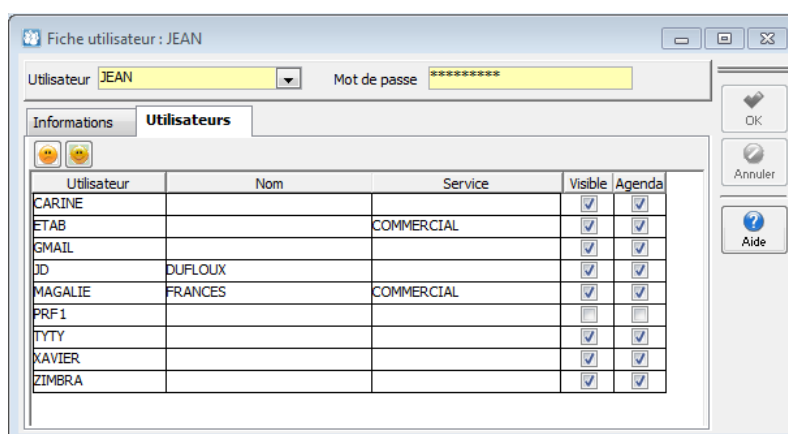 Fiche utilisateur : JEAN
Utilisateur JEAN Mot de passe *********
Informations Utilisateurs
OK
Annuler
Aide
Utilisateur Nom Service Visible Agenda
CARINE
ETAB COMMERCIAL
GMAIL
JD DUFLOUX
MAGALIE FRANCES COMMERCIAL
PRF1
TYTY
XAVIER
ZIMBRA